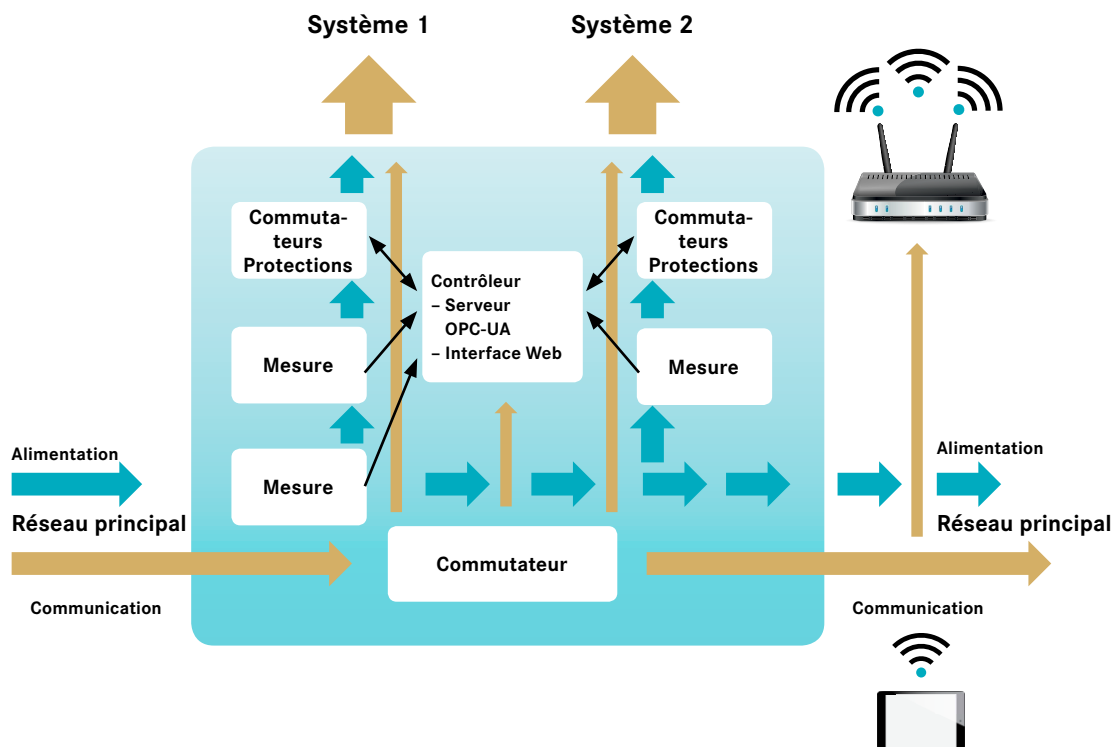 Système 1
Système 2
Commuta-
teurs
Protections
Commuta-
teurs
Protections
Contrôleur
– Serveur
OPC-UA
– Interface Web
Mesure
Mesure
Alimentation
Alimentation
Mesure
Réseau principal
Réseau principal
Commutateur
Communication
Communication